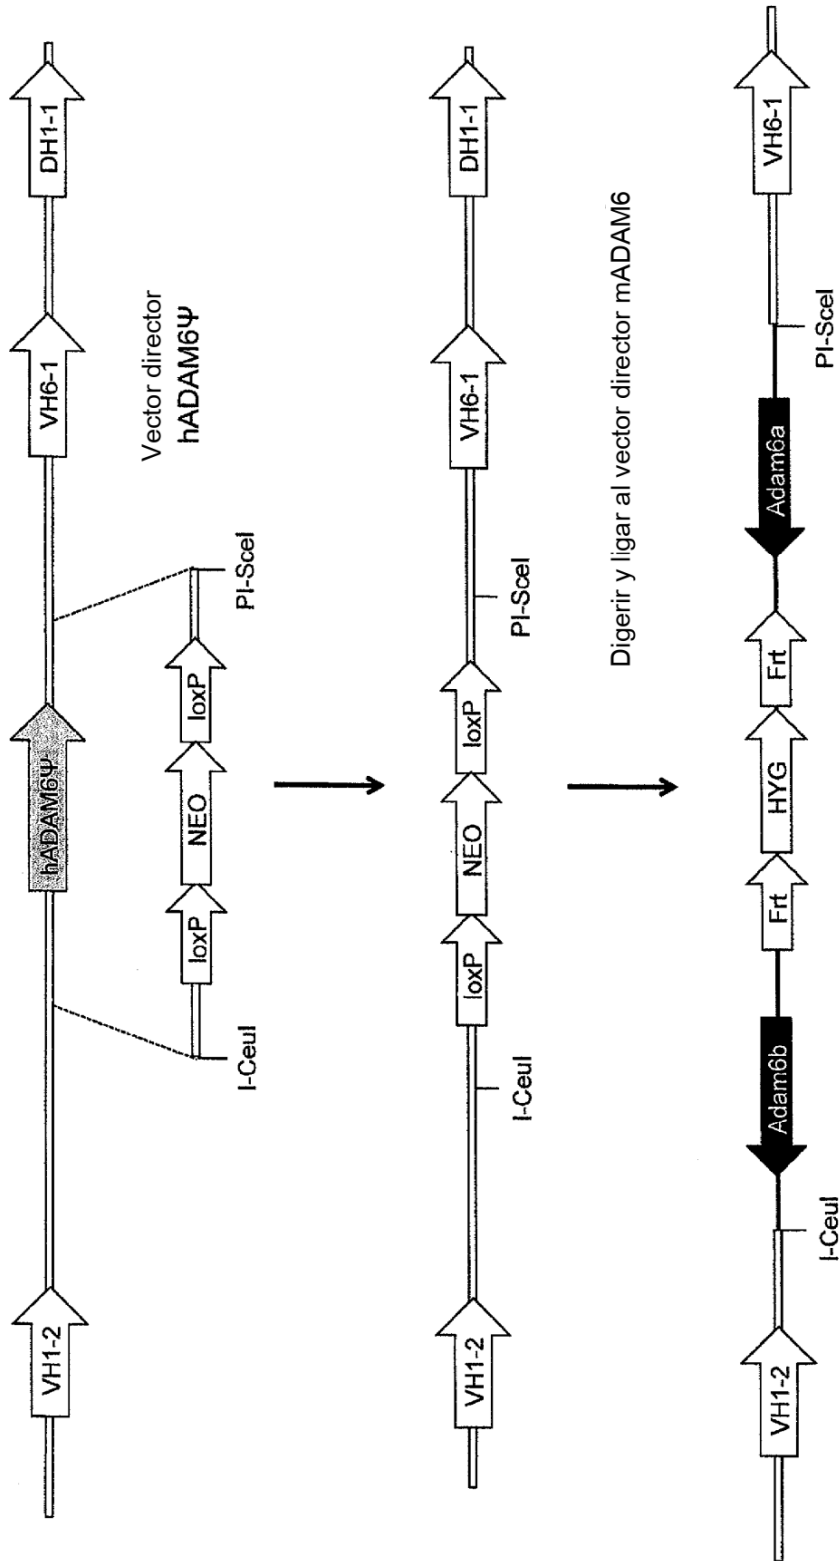 VH1-2
hADAM6Ψ
VH6-1
DH1-1
loxP
NEO
loxP
I-CeuI
PI-SceI
Vector director
hADAM6Ψ
VH1-2
loxP
NEO
loxP
VH6-1
DH1-1
I-CeuI
PI-SceI
Digerir y ligar al vector director mADAM6
VH1-2
Adam6b
Frt
HYG
Frt
Adam6a
VH6-1
I-CeuI
PI-SceI